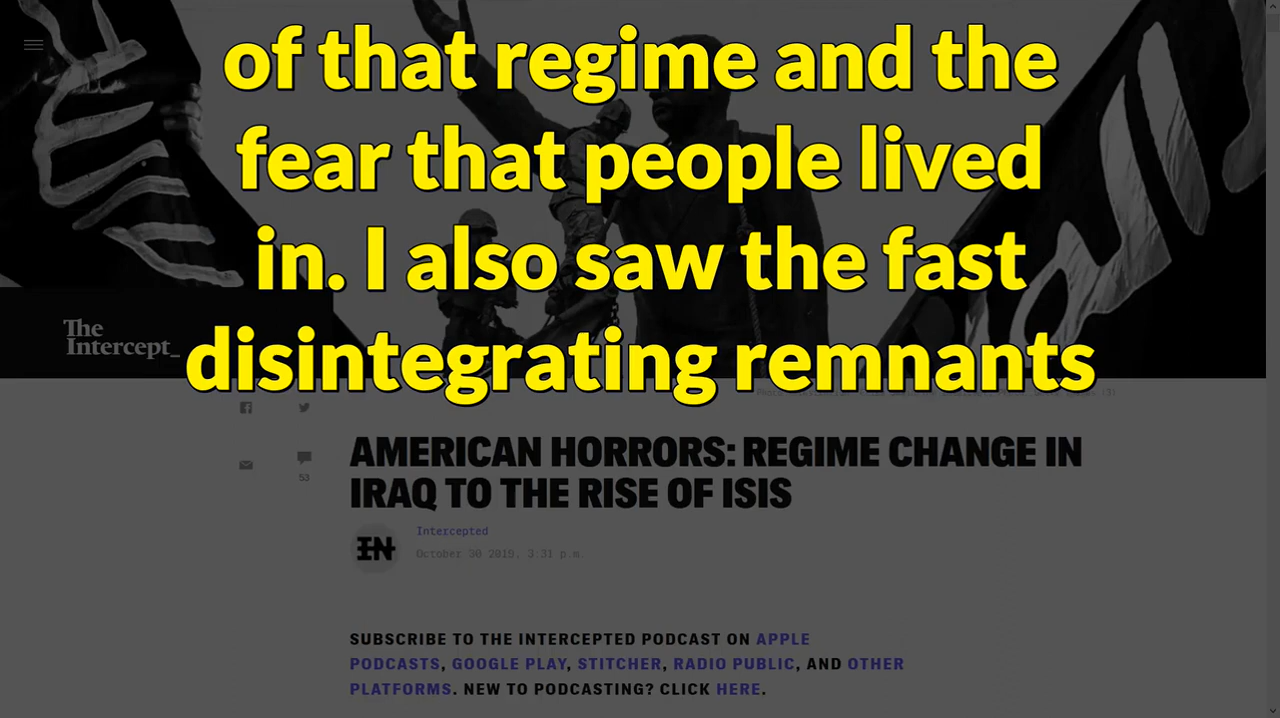 of that regime and the
fear that people lived
in. I also saw the fast
disintegrating remnants
The
Intercept_
53
AMERICAN HORRORS: REGIME CHANGE IN
IRAQ TO THE RISE OF ISIS
IN
Intercepted
October 30 2019, 3:31 p.m.
SUBSCRIBE TO THE INTERCEPTED PODCAST ON APPLE
PODCASTS, GOOGLE PLAY, STITCHER, RADIO PUBLIC, AND OTHER
PLATFORMS. NEW TO PODCASTING? CLICK HERE.